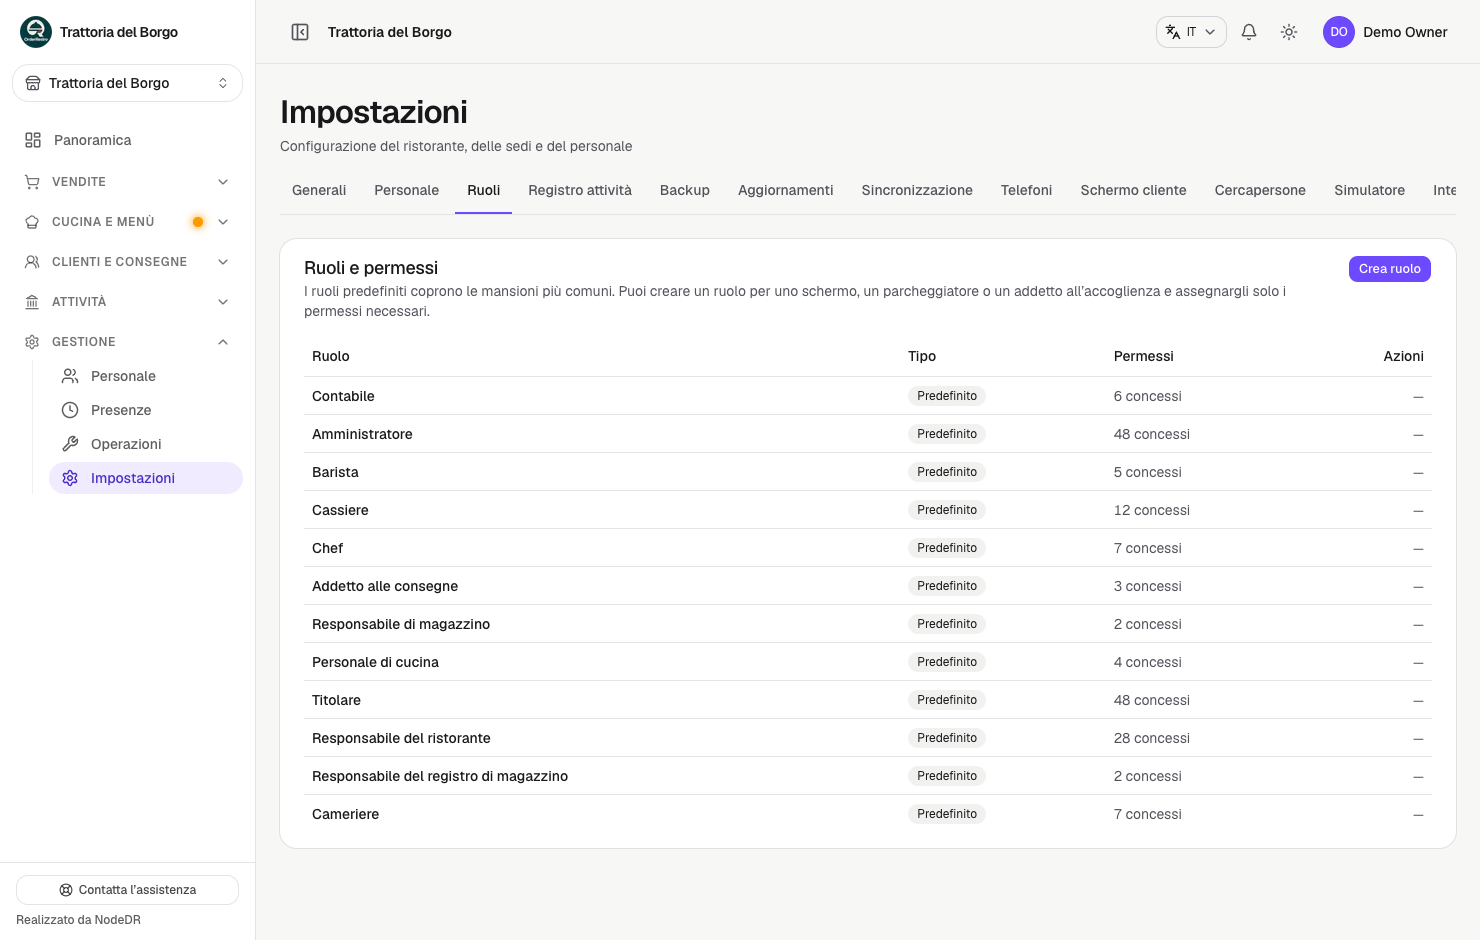 Trattoria del Borgo
Trattoria del Borgo
Panoramica
VENDITE
CUCINA E MENÙ
CLIENTI E CONSEGNE
ATTIVITÀ
GESTIONE
Personale
Presenze
Operazioni
Impostazioni
Contatta l'assistenza
Realizzato da NodeDR
Trattoria del Borgo
IT
DO
Demo Owner
Impostazioni
Configurazione del ristorante, delle sedi e del personale
Generali Personale Ruoli Registro attività Backup Aggiornamenti Sincronizzazione Telefoni Schermo cliente Cercapersone Simulatore Inte
Ruoli e permessi
Crea ruolo
I ruoli predefiniti coprono le mansioni più comuni. Puoi creare un ruolo per uno schermo, un parcheggiatore o un addetto all'accoglienza e assegnargli solo i
permessi necessari.
Ruolo Tipo Permessi Azioni
Contabile Predefinito 6 concessi —
Amministratore Predefinito 48 concessi —
Barista Predefinito 5 concessi —
Cassiere Predefinito 12 concessi —
Chef Predefinito 7 concessi —
Addetto alle consegne Predefinito 3 concessi —
Responsabile di magazzino Predefinito 2 concessi —
Personale di cucina Predefinito 4 concessi —
Titolare Predefinito 48 concessi —
Responsabile del ristorante Predefinito 28 concessi —
Responsabile del registro di magazzino Predefinito 2 concessi —
Cameriere Predefinito 7 concessi —